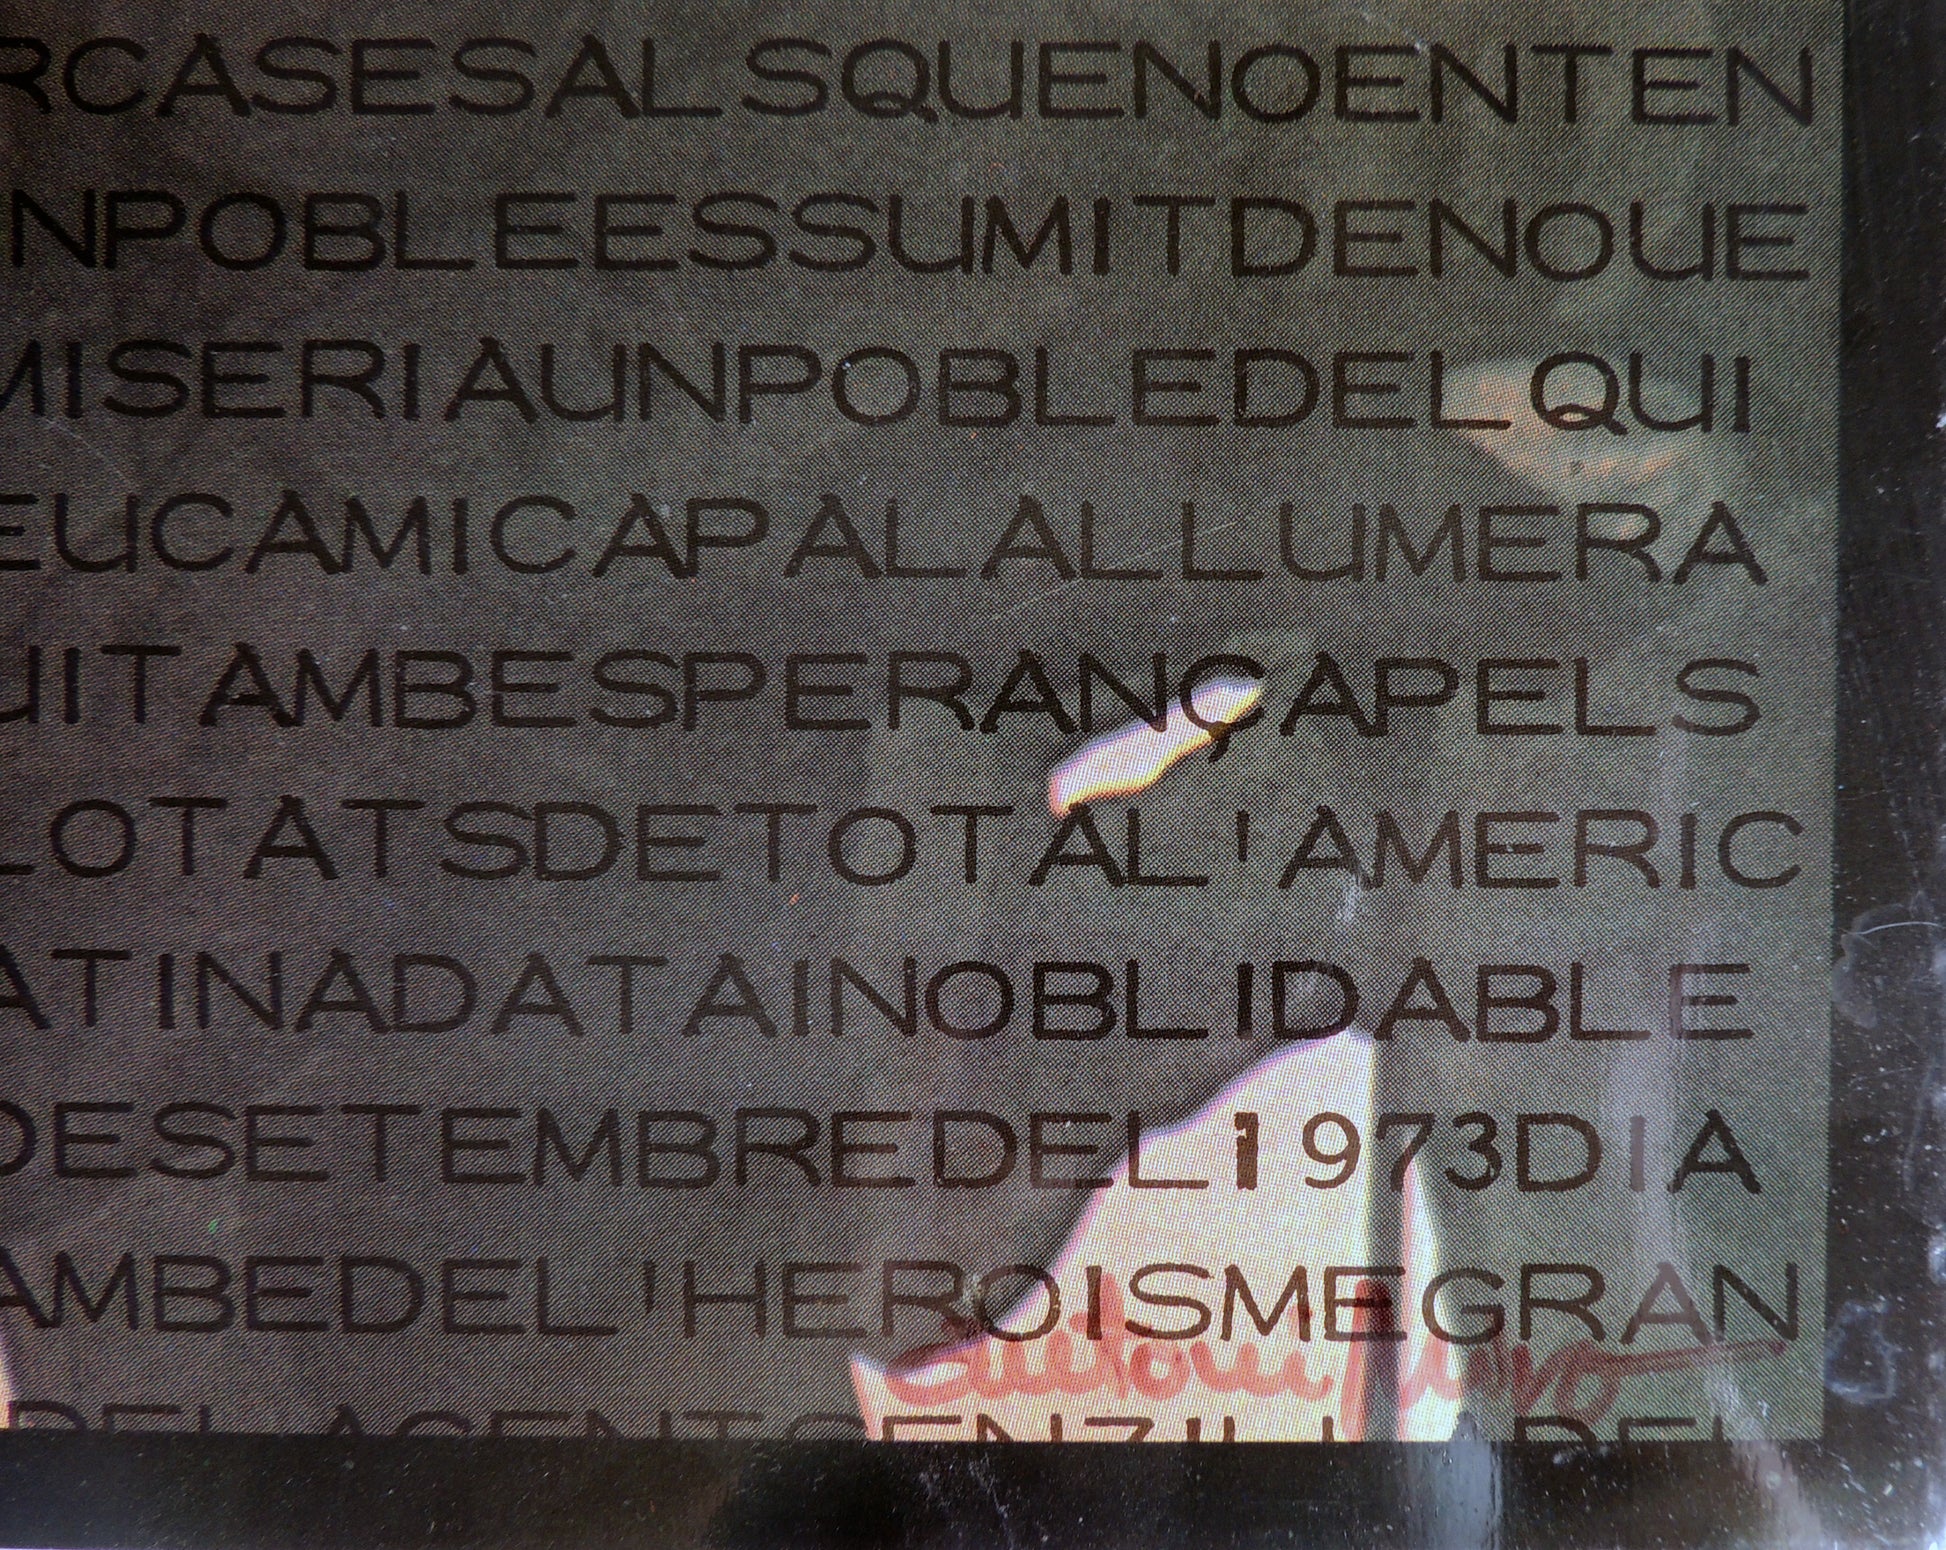 RCASESALSQUENOENTEN
NPOBLEESSUMITDENOUE
MISERIAUNPOBLEDELQUI
EUCAMICAPALALLUMERA
UITAMBESPERANÇAPELS
LOTATSDETOTAL'AMERIC
ATINADATAINOBLIDABLE
DESETEMBREDEL1973DIA
AMBEDEL'HEROISMEGRAN